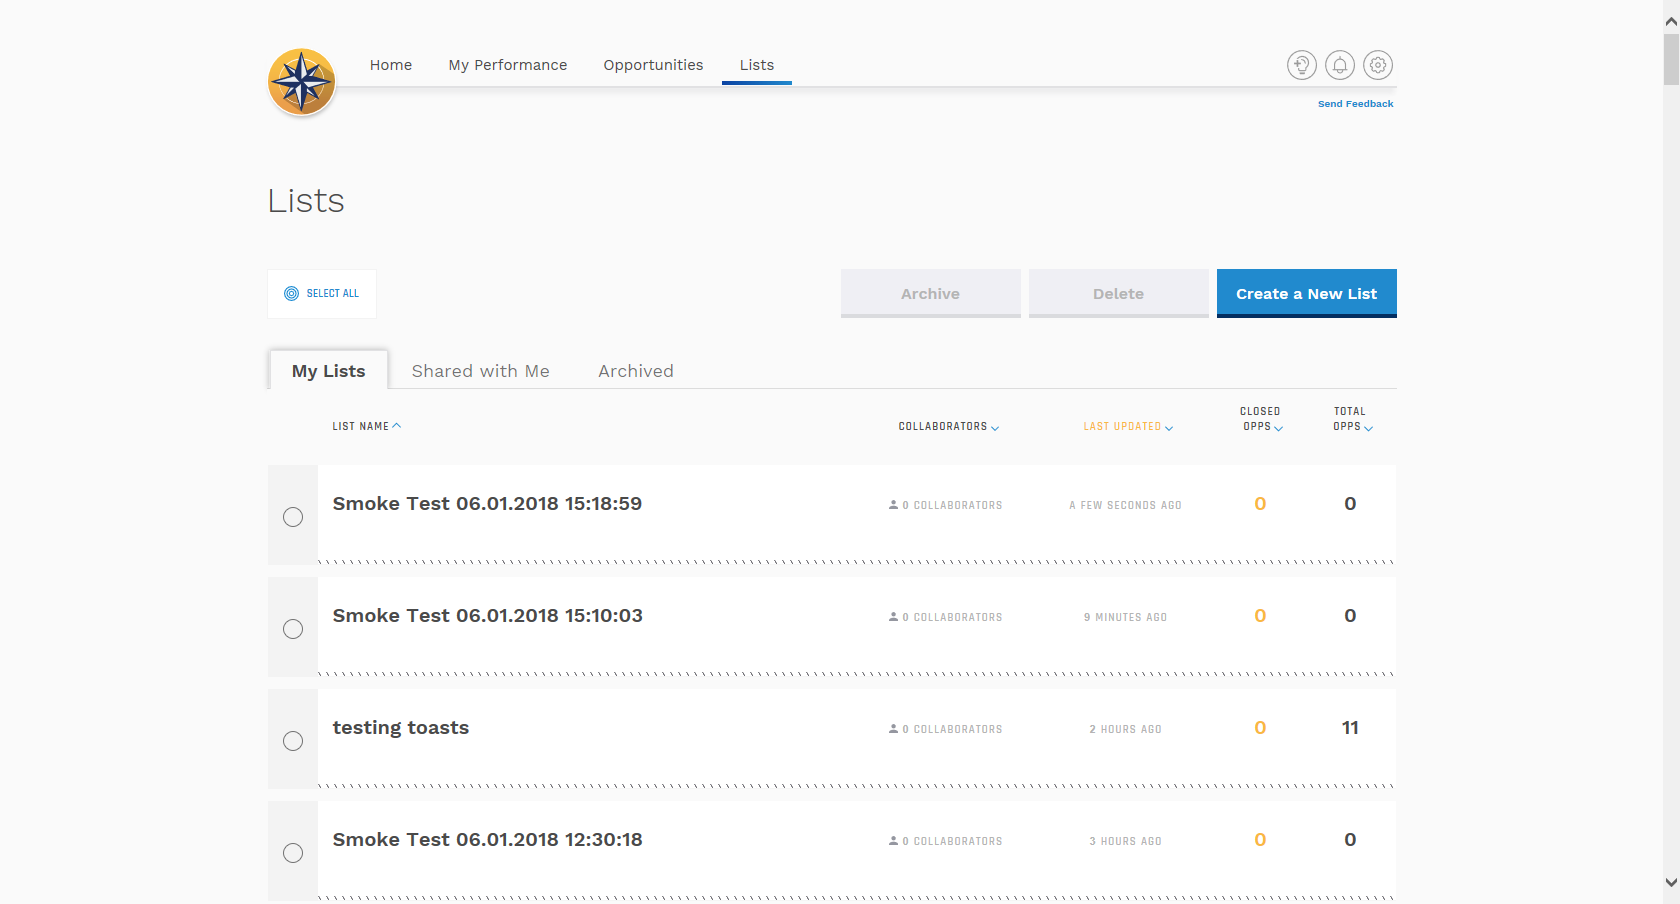 Home My Performance Opportunities Lists
Send Feedback
Lists
SELECT ALL Archive Delete Create a New List
My Lists Shared with Me Archived
LIST NAME COLLABORATORS LAST UPDATED CLOSED OPPS TOTAL OPPS
Smoke Test 06.01.2018 15:18:59 0 COLLABORATORS A FEW SECONDS AGO 0 0
Smoke Test 06.01.2018 15:10:03 0 COLLABORATORS 9 MINUTES AGO 0 0
testing toasts 0 COLLABORATORS 2 HOURS AGO 0 11
Smoke Test 06.01.2018 12:30:18 0 COLLABORATORS 3 HOURS AGO 0 0